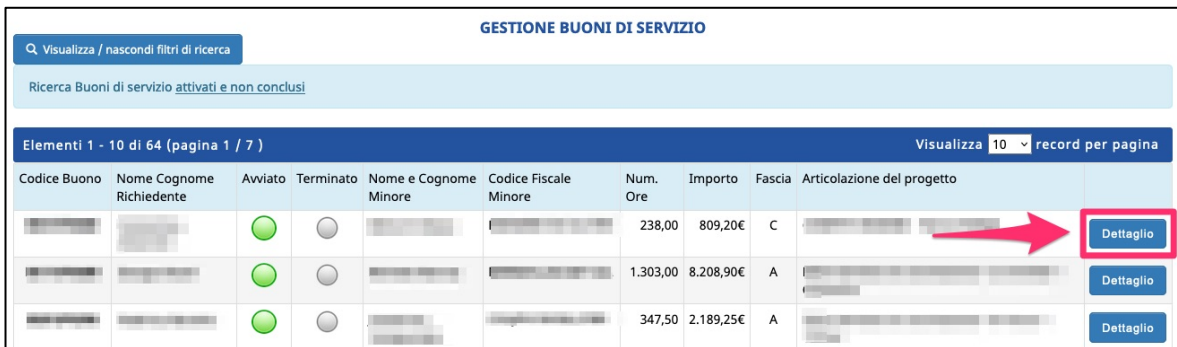 GESTIONE BUONI DI SERVIZIO
Visualizza / nascondi filtri di ricerca
Ricerca Buoni di servizio attivati e non conclusi
Elementi 1 - 10 di 64 (pagina 1 / 7 ) Visualizza 10 record per pagina
Codice Buono Nome Cognome Richiedente Avviato Terminato Nome e Cognome Minore Codice Fiscale Minore Num. Ore Importo Fascia Articolazione del progetto
238,00 809,20€ C Dettaglio
1.303,00 8.208,90€ A Dettaglio
347,50 2.189,25€ A Dettaglio